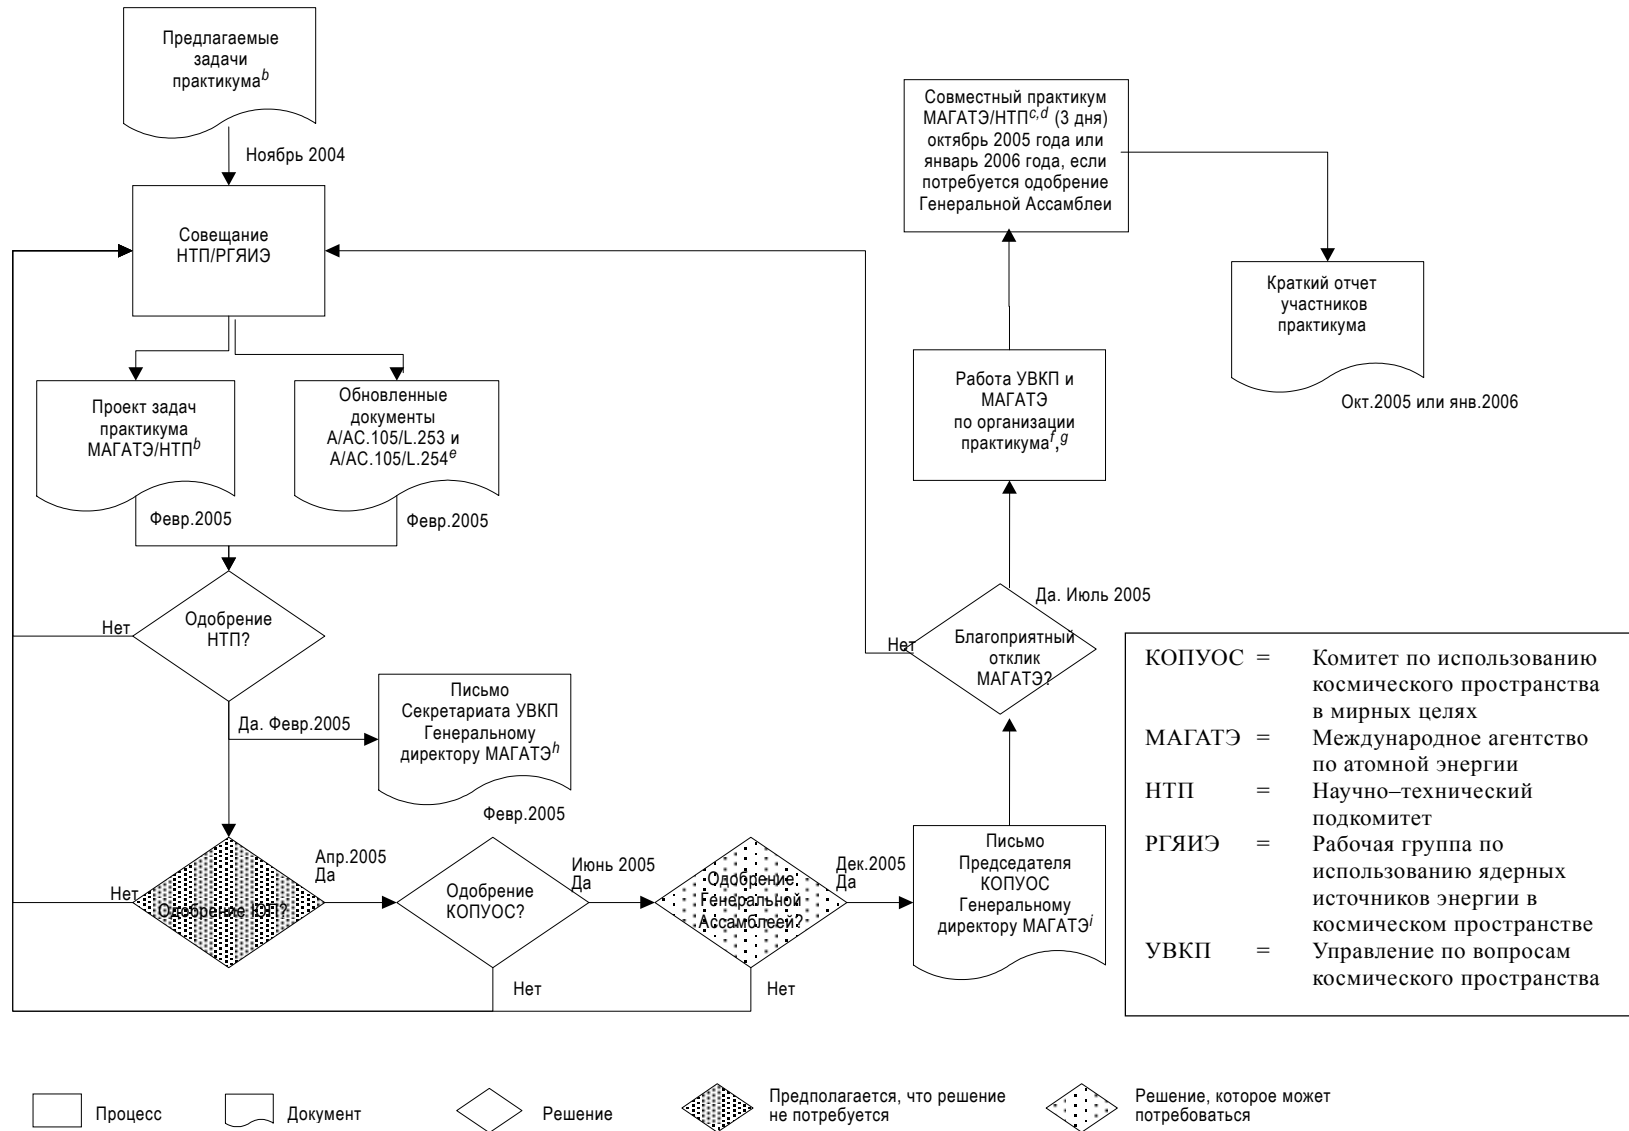 Предлагаемые
задачи
практикума^b
Ноябрь 2004
Совещание
НТП/РГЯИЭ
Проект задач
практикума
МАГАТЭ/НТП^b
Обновленные
документы
A/AC.105/L.253 и
A/AC.105/L.254^e
Февр.2005
Февр.2005
Одобрение
НТП?
Нет
Да. Февр.2005
Письмо
Секретариата УВКП
Генеральному
директору МАГАТЭ^h
Февр.2005
Одобрение ЮП?
Нет
Апр.2005
Да
Одобрение
КОПУОС?
Нет
Июнь 2005
Да
Одобрение
Генеральной
Ассамблеей?
Нет
Дек.2005
Да
Письмо
Председателя
КОПУОС
Генеральному
директору МАГАТЭ^i
Благоприятный
отклик
МАГАТЭ?
Нет
Да. Июль 2005
Работа УВКП и
МАГАТЭ
по организации
практикума^f,g
Совместный практикум
МАГАТЭ/НТП^c,d (3 дня)
октябрь 2005 года или
январь 2006 года, если
потребуется одобрение
Генеральной Ассамблеи
Краткий отчет
участников
практикума
Окт.2005 или янв.2006
КОПУОС = Комитет по использованию
космического пространства
в мирных целях
МАГАТЭ = Международное агентство
по атомной энергии
НТП = Научно–технический
подкомитет
РГЯИЭ = Рабочая группа по
использованию ядерных
источников энергии в
космическом пространстве
УВКП = Управление по вопросам
космического пространства
Процесс
Документ
Решение
Предполагается, что решение
не потребуется
Решение, которое может
потребоваться